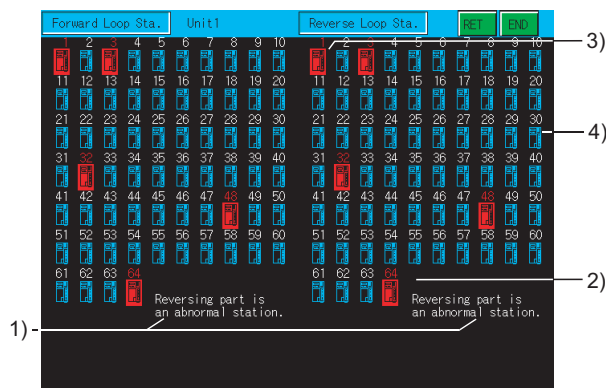 Forward Loop Sta. Unit1 Reverse Loop Sta. RET END
1 2 3 4 5 6 7 8 9 10 1 2 3 4 5 6 7 8 9 10
3)
11 12 13 14 15 16 17 18 19 20 11 12 13 14 15 16 17 18 19 20
21 22 23 24 25 26 27 28 29 30 21 22 23 24 25 26 27 28 29 30
4)
31 32 33 34 35 36 37 38 39 40 31 32 33 34 35 36 37 38 39 40
41 42 43 44 45 46 47 48 49 50 41 42 43 44 45 46 47 48 49 50
51 52 53 54 55 56 57 58 59 60 51 52 53 54 55 56 57 58 59 60
61 62 63 64 61 62 63 64
2)
Reversing part is Reversing part is
an abnormal station. an abnormal station.
1)